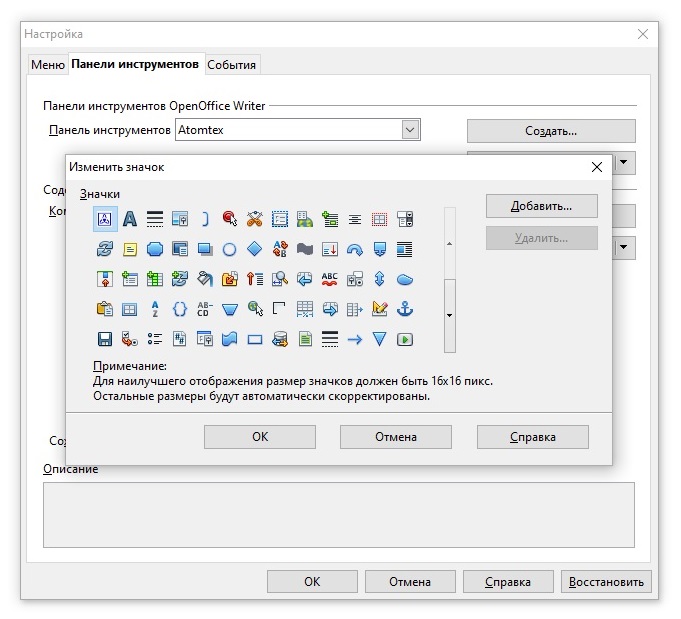 Настройка
Меню Панели инструментов События
Панели инструментов OpenOffice Writer
Панель инструментов Atomtex Создать...
Изменить значок
Соде
Ком
Значки
Добавить...
Удалить...
ABC
AB-
CD
Примечание:
Для наилучшего отображения размер значков должен быть 16x16 пикс.
Остальные размеры будут автоматически скорректированы.
OK Отмена Справка
Со
Описание
OK Отмена Справка Восстановить